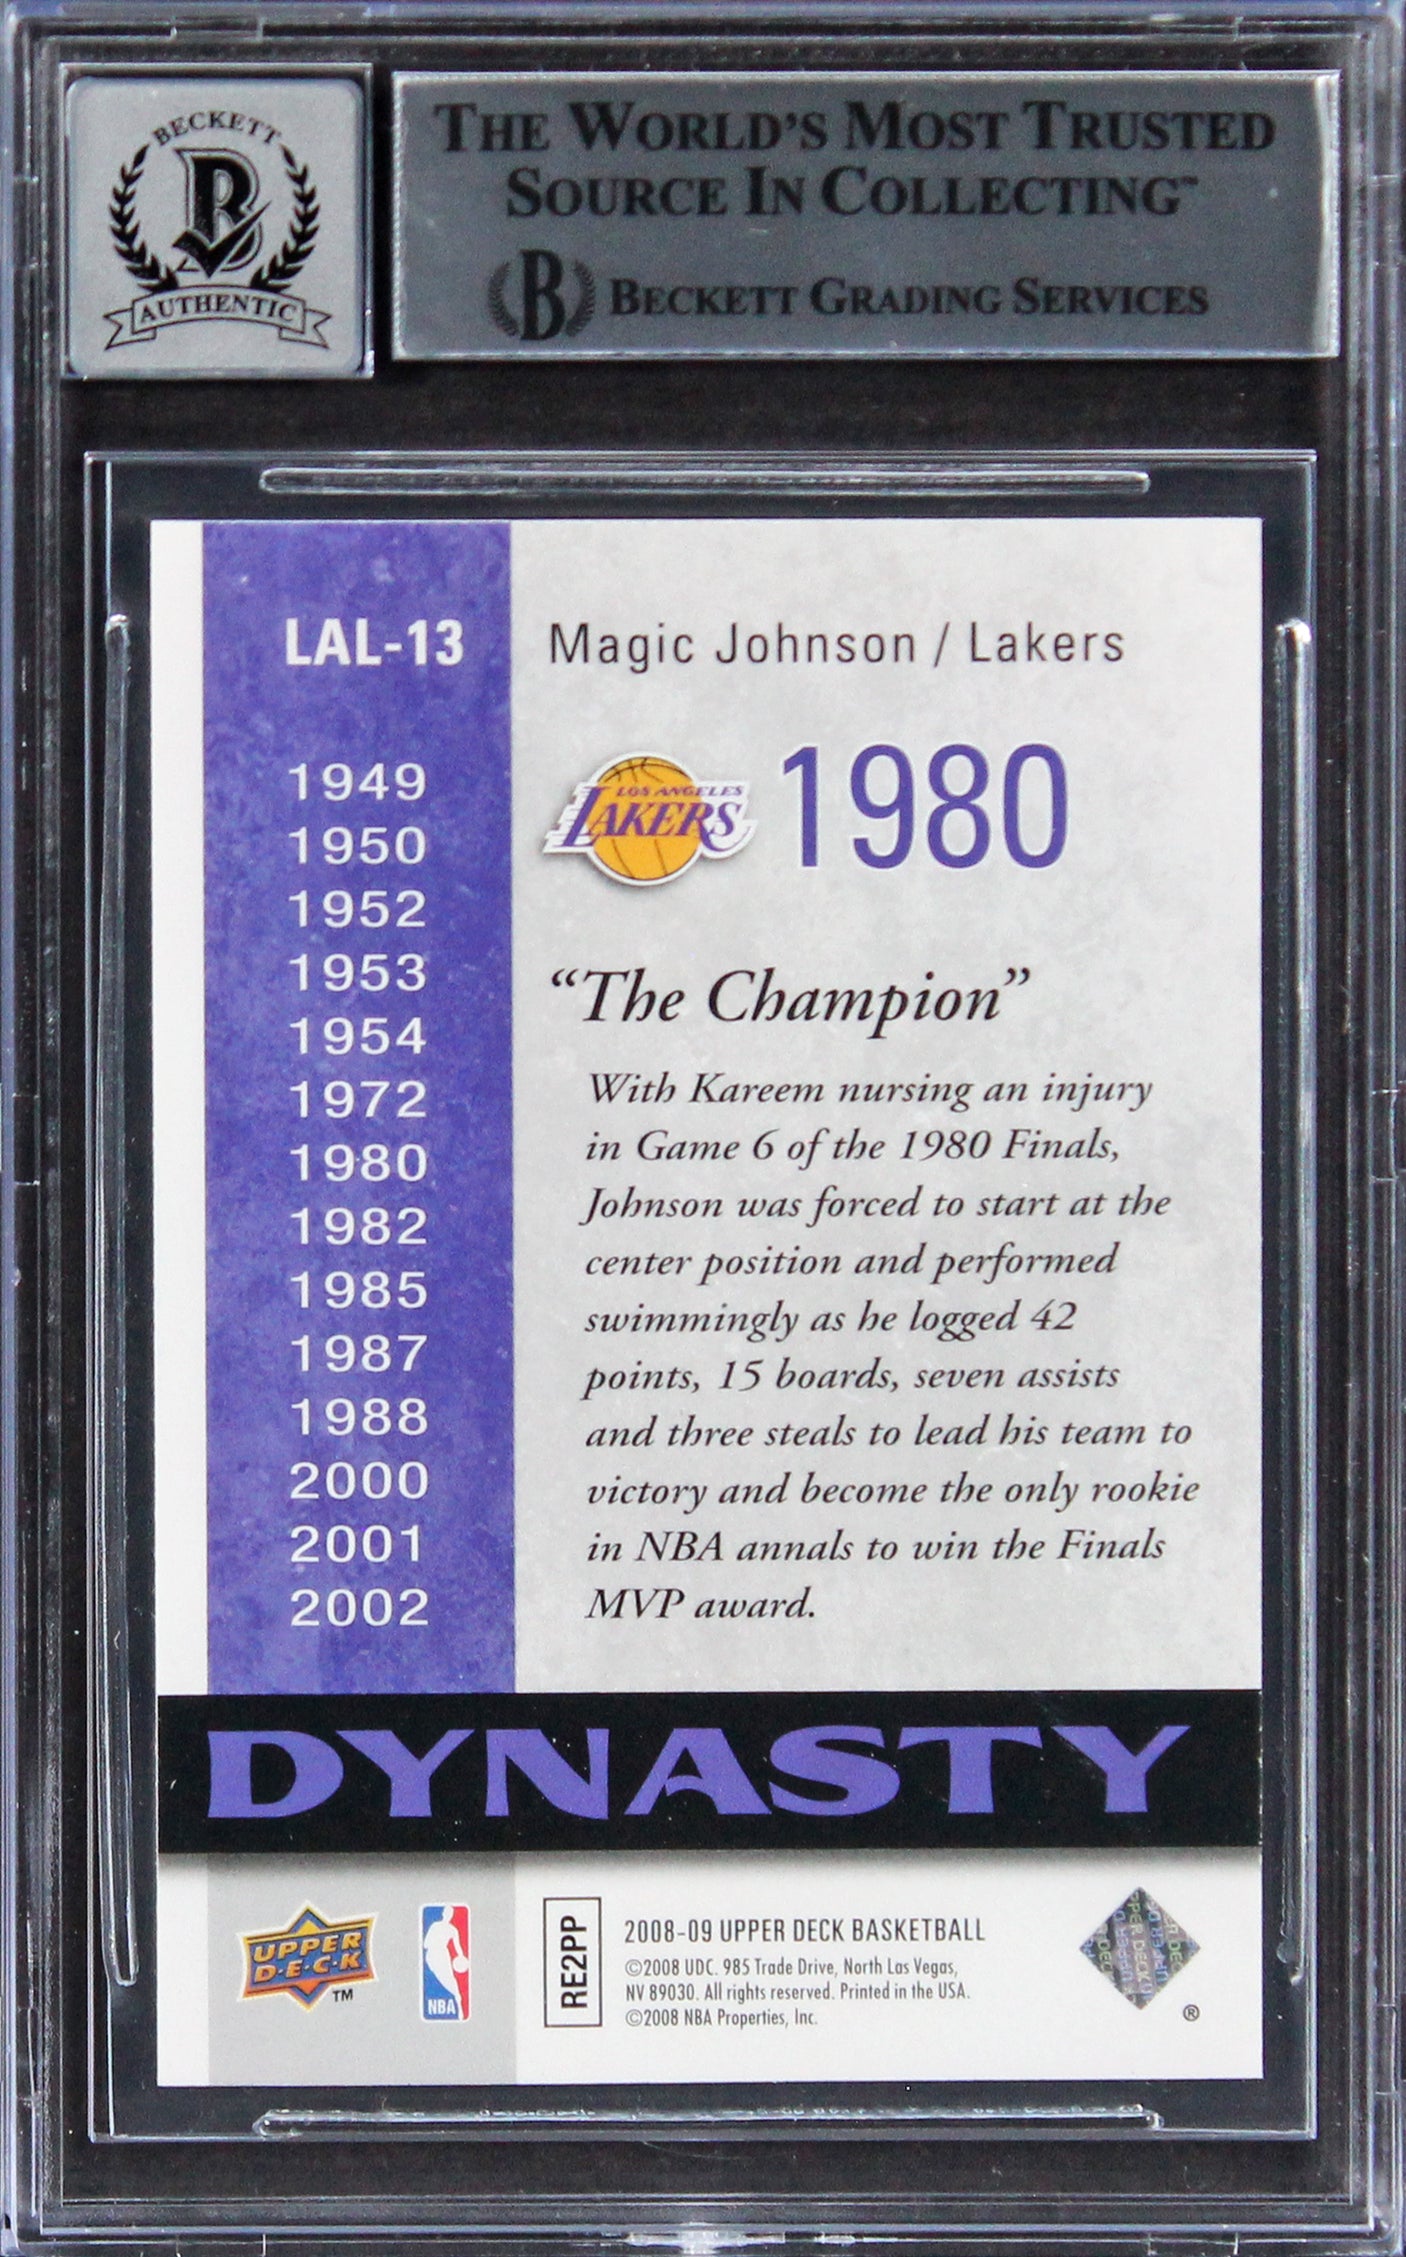 BECKETT
B
AUTHENTIC
THE WORLD'S MOST TRUSTED
SOURCE IN COLLECTING™
B BECKETT GRADING SERVICES
LAL-13
1949
1950
1952
1953
1954
1972
1980
1982
1985
1987
1988
2000
2001
2002
Magic Johnson / Lakers
LOS ANGELES
LAKERS
1980
“The Champion”
With Kareem nursing an injury
in Game 6 of the 1980 Finals,
Johnson was forced to start at the
center position and performed
swimmingly as he logged 42
points, 15 boards, seven assists
and three steals to lead his team to
victory and become the only rookie
in NBA annals to win the Finals
MVP award.
DYNASTY
UPPER
D·E·C·K
TM
NBA
RE2PP
2008-09 UPPER DECK BASKETBALL
©2008 UDC. 985 Trade Drive, North Las Vegas,
NV 89030. All rights reserved. Printed in the USA.
©2008 NBA Properties, Inc.
®